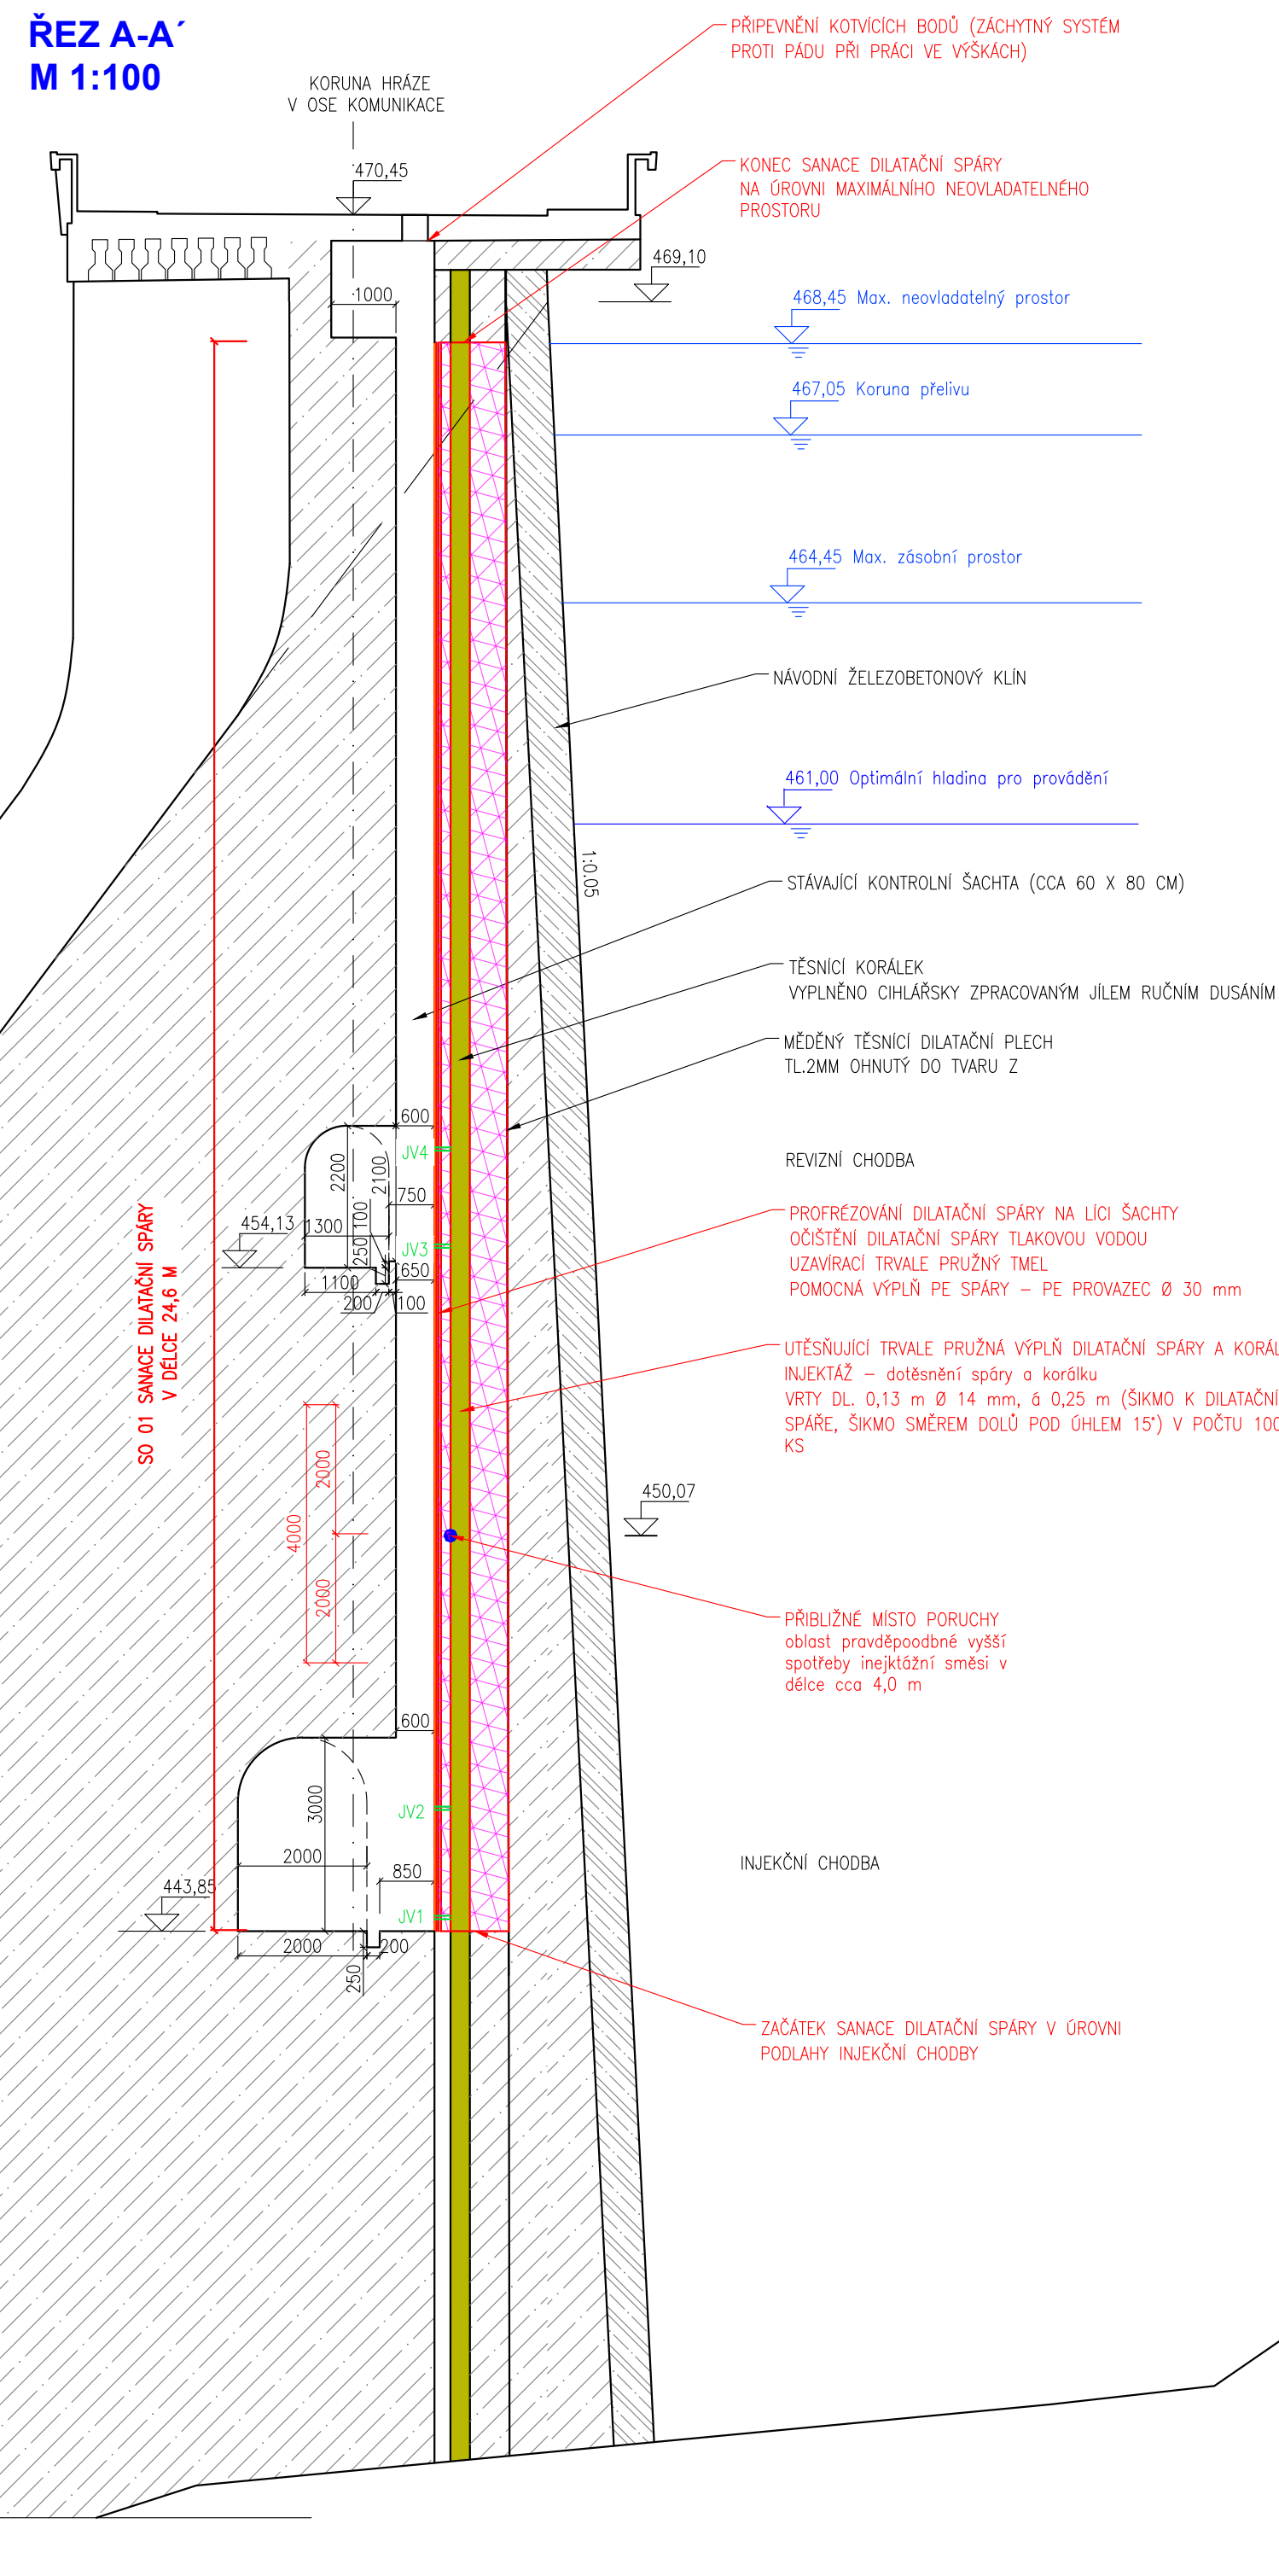 ŘEZ A-A´
M 1:100
KORUNA HRÁZE
V OSE KOMUNIKACE
470,45
PŘIPEVNĚNÍ KOTVÍCÍCH BODŮ (ZÁCHYTNÝ SYSTÉM
PROTI PÁDU PŘI PRÁCI VE VÝŠKÁCH)
KONEC SANACE DILATAČNÍ SPÁRY
NA ÚROVNI MAXIMÁLNÍHO NEOVLADATELNÉHO
PROSTORU
469,10
1000
468,45 Max. neovladatelný prostor
467,05 Koruna přelivu
464,45 Max. zásobní prostor
NÁVODNÍ ŽELEZOBETONOVÝ KLÍN
461,00 Optimální hladina pro provádění
1:0.05
STÁVAJÍCÍ KONTROLNÍ ŠACHTA (CCA 60 X 80 CM)
TĚSNÍCÍ KORÁLEK
VYPLNĚNO CIHLÁŘSKY ZPRACOVANÝM JÍLEM RUČNÍM DUSÁNÍM
MĚDĚNÝ TĚSNÍCÍ DILATAČNÍ PLECH
TL.2MM OHNUTÝ DO TVARU Z
600
JV4
2200
2100
750
REVIZNÍ CHODBA
454,13
1300
100
250
JV3
650
1100
200
100
PROFRÉZOVÁNÍ DILATAČNÍ SPÁRY NA LÍCI ŠACHTY
OČIŠTĚNÍ DILATAČNÍ SPÁRY TLAKOVOU VODOU
UZAVÍRACÍ TRVALE PRUŽNÝ TMEL
POMOCNÁ VÝPLŇ PE SPÁRY – PE PROVAZEC Ø 30 mm
SO 01 SANACE DILATAČNÍ SPÁRY
V DÉLCE 24,6 M
UTĚSŇUJÍCÍ TRVALE PRUŽNÁ VÝPLŇ DILATAČNÍ SPÁRY A KORÁL
INJEKTÁŽ – dotěsnění spáry a korálku
VRTY DL. 0,13 m Ø 14 mm, á 0,25 m (ŠIKMO K DILATAČNÍ
SPÁŘE, ŠIKMO SMĚREM DOLŮ POD ÚHLEM 15°) V POČTU 100
KS
2000
4000
2000
450,07
PŘIBLIŽNÉ MÍSTO PORUCHY
oblast pravděpoodbné vyšší
spotřeby inejktážní směsi v
délce cca 4,0 m
600
3000
JV2
2000
850
INJEKČNÍ CHODBA
443,85
JV1
2000
200
250
ZAČÁTEK SANACE DILATAČNÍ SPÁRY V ÚROVNI
PODLAHY INJEKČNÍ CHODBY